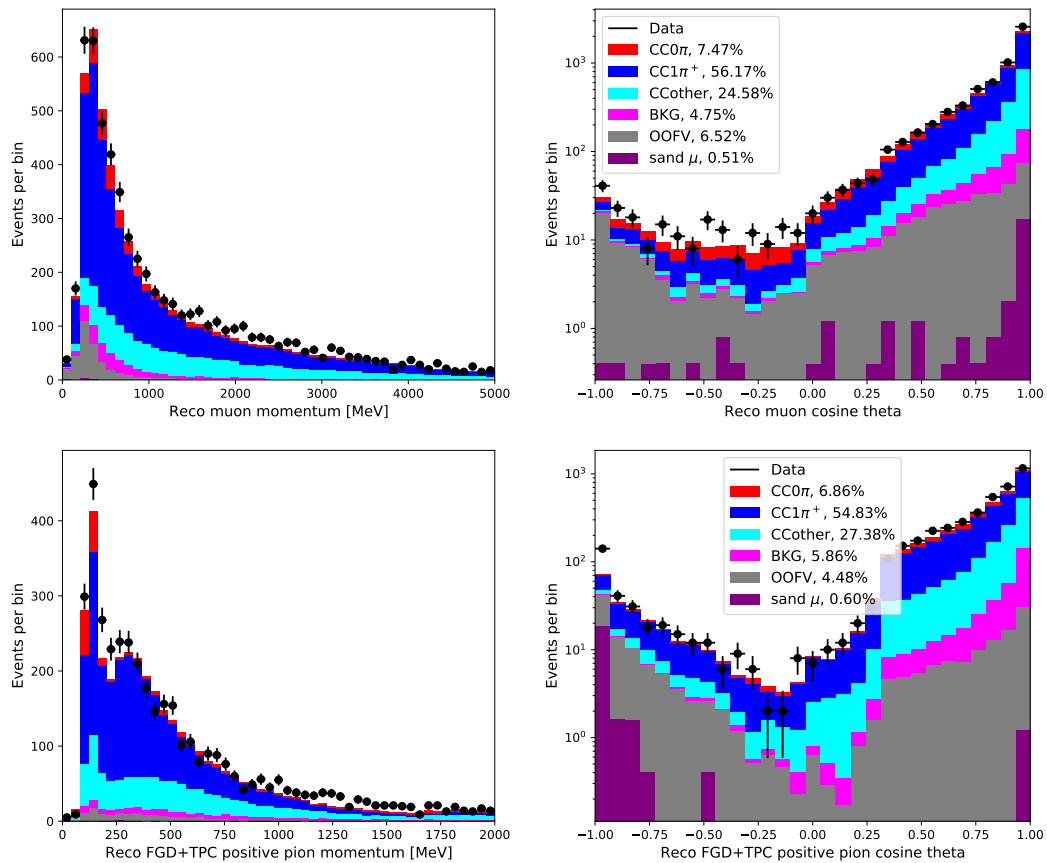 600
500
400
300
200
100
0
Events per bin
0 1000 2000 3000 4000 5000
Reco muon momentum [MeV]
10³
10²
10¹
10⁰
Events per bin
Data
CC0π, 7.47%
CC1π⁺, 56.17%
CCother, 24.58%
BKG, 4.75%
OOFV, 6.52%
sand μ, 0.51%
−1.00 −0.75 −0.50 −0.25 0.00 0.25 0.50 0.75 1.00
Reco muon cosine theta
400
300
200
100
0
Events per bin
0 250 500 750 1000 1250 1500 1750 2000
Reco FGD+TPC positive pion momentum [MeV]
10³
10²
10¹
10⁰
Events per bin
Data
CC0π, 6.86%
CC1π⁺, 54.83%
CCother, 27.38%
BKG, 5.86%
OOFV, 4.48%
sand μ, 0.60%
−1.00 −0.75 −0.50 −0.25 0.00 0.25 0.50 0.75 1.00
Reco FGD+TPC positive pion cosine theta